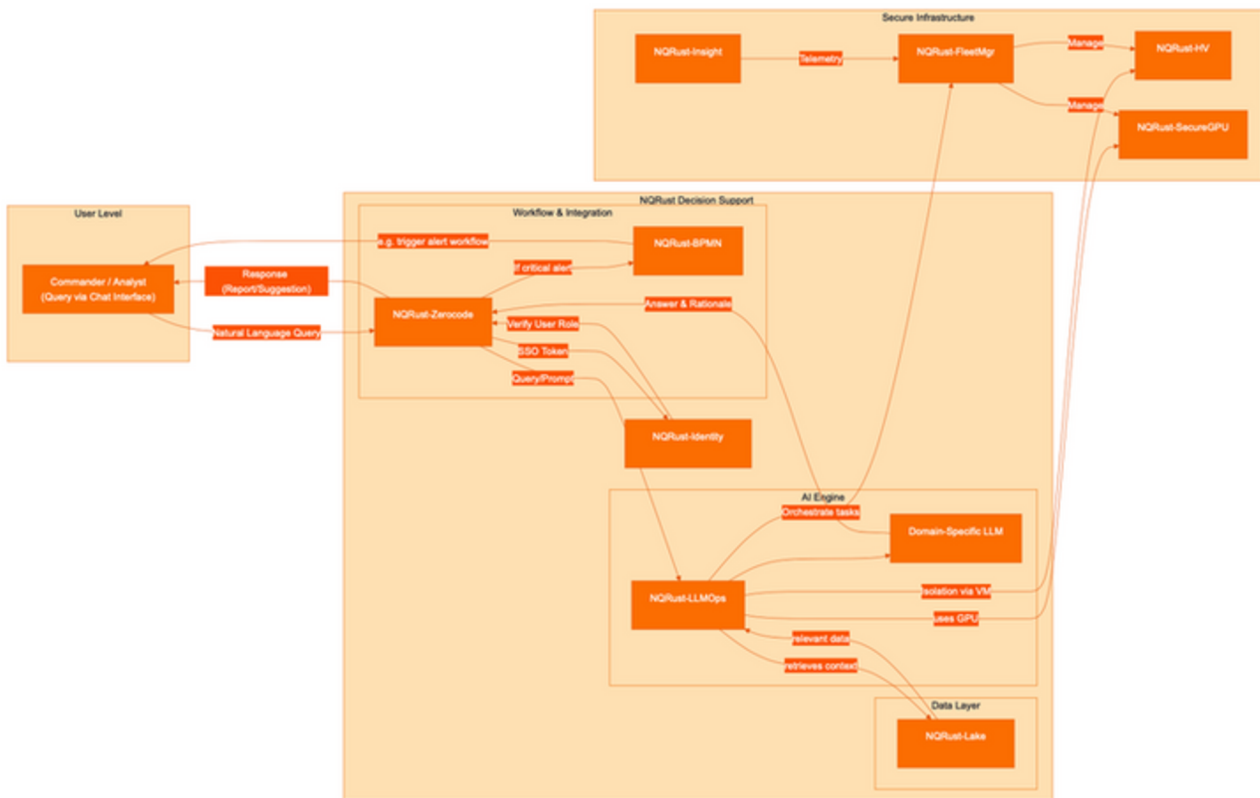 Secure Infrastructure
NQRust-Insight
Telemetry
NQRust-FleetMgr
Manage
NQRust-HV
Manage
NQRust-SecureGPU
User Level
Commander / Analyst
(Query via Chat Interface)
NQRust Decision Support
Workflow & Integration
e.g. trigger alert workflow
NQRust-BPMN
Response
(Report/Suggestion)
If critical alert
Answer & Rationale
NQRust-Zerocode
Natural Language Query
Verify User Role
SSO Token
Query/Prompt
NQRust-Identity
AI Engine
Orchestrate tasks
Domain-Specific LLM
NQRust-LLMOps
Isolation via VM
uses GPU
relevant data
retrieves context
Data Layer
NQRust-Lake